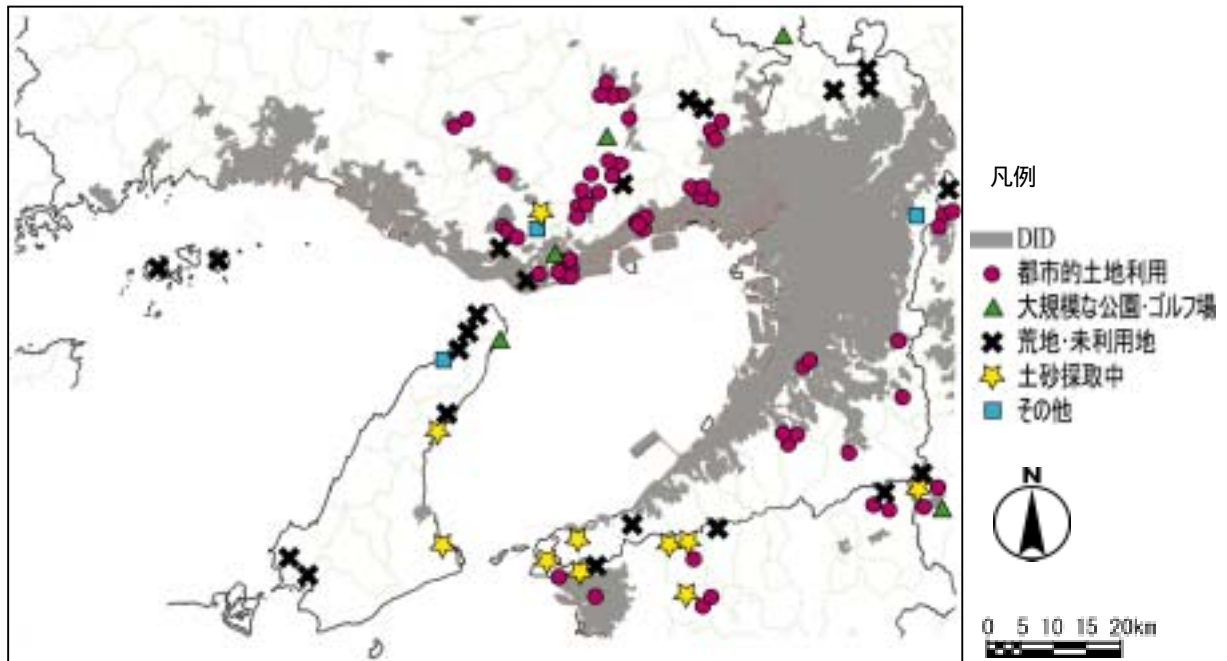 凡例
DID
都市的土地利用
大規模な公園・ゴルフ場
荒地・未利用地
土砂採取中
その他
N
0 5 10 15 20km